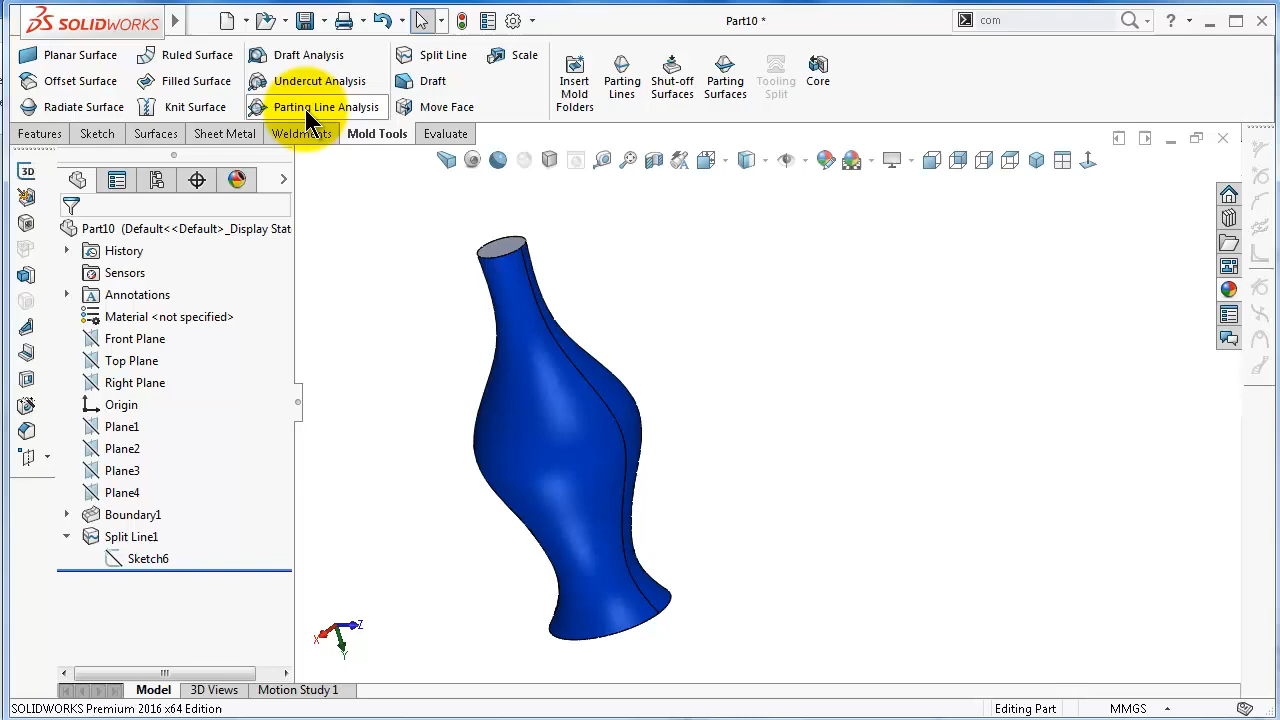 SOLIDWORKS
Part10 *
com
Planar Surface
Ruled Surface
Draft Analysis
Split Line
Scale
Offset Surface
Filled Surface
Undercut Analysis
Draft
Radiate Surface
Knit Surface
Parting Line Analysis
Move Face
Insert
Mold
Folders
Parting
Lines
Shut-off
Surfaces
Parting
Surfaces
Tooling
Split
Core
Features
Sketch
Surfaces
Sheet Metal
Weldments
Mold Tools
Evaluate
3D
Part10 (Default<<Default>_Display Stat
History
Sensors
Annotations
Material <not specified>
Front Plane
Top Plane
Right Plane
Origin
Plane1
Plane2
Plane3
Plane4
Boundary1
Split Line1
Sketch6
X
Y
Z
Model
3D Views
Motion Study 1
SOLIDWORKS Premium 2016 x64 Edition
Editing Part
MMGS